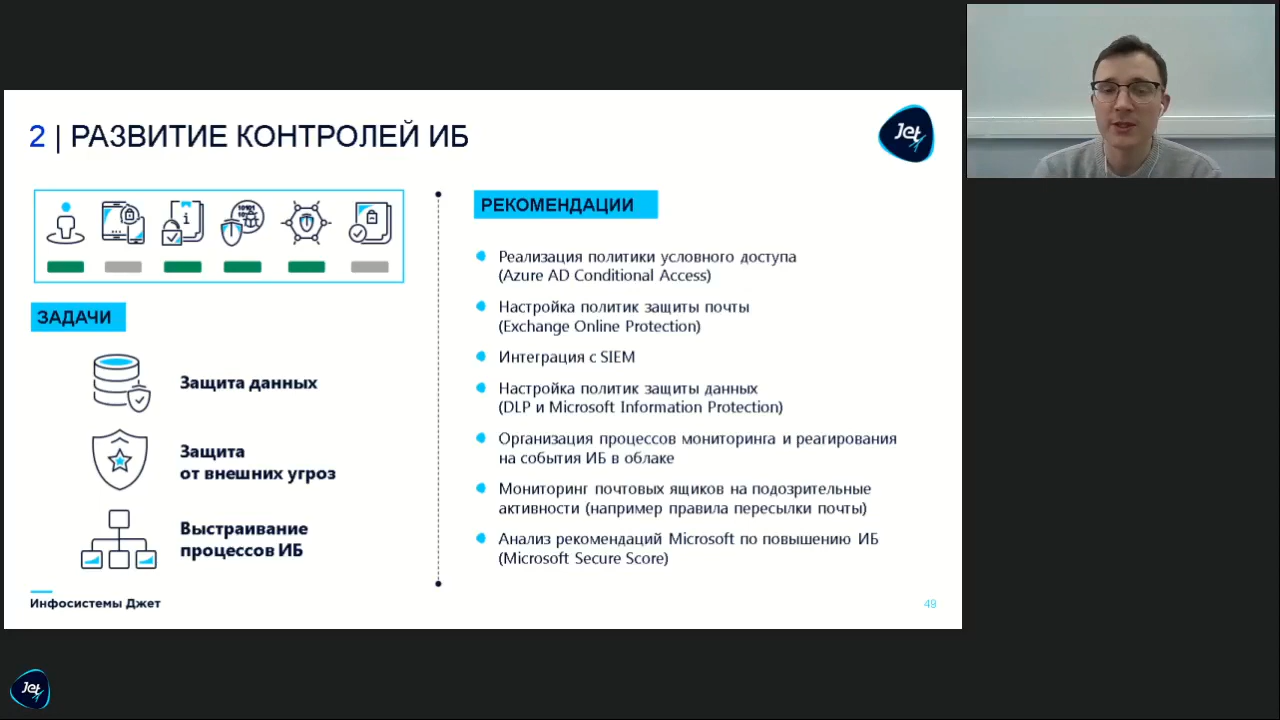 2 | РАЗВИТИЕ КОНТРОЛЕЙ ИБ
Jet
ЗАДАЧИ
Защита данных
Защита
от внешних угроз
Выстраивание
процессов ИБ
РЕКОМЕНДАЦИИ
Реализация политики условного доступа
(Azure AD Conditional Access)
Настройка политик защиты почты
(Exchange Online Protection)
Интеграция с SIEM
Настройка политик защиты данных
(DLP и Microsoft Information Protection)
Организация процессов мониторинга и реагирования
на события ИБ в облаке
Мониторинг почтовых ящиков на подозрительные
активности (например правила пересылки почты)
Анализ рекомендаций Microsoft по повышению ИБ
(Microsoft Secure Score)
Инфосистемы Джет
49
Jet